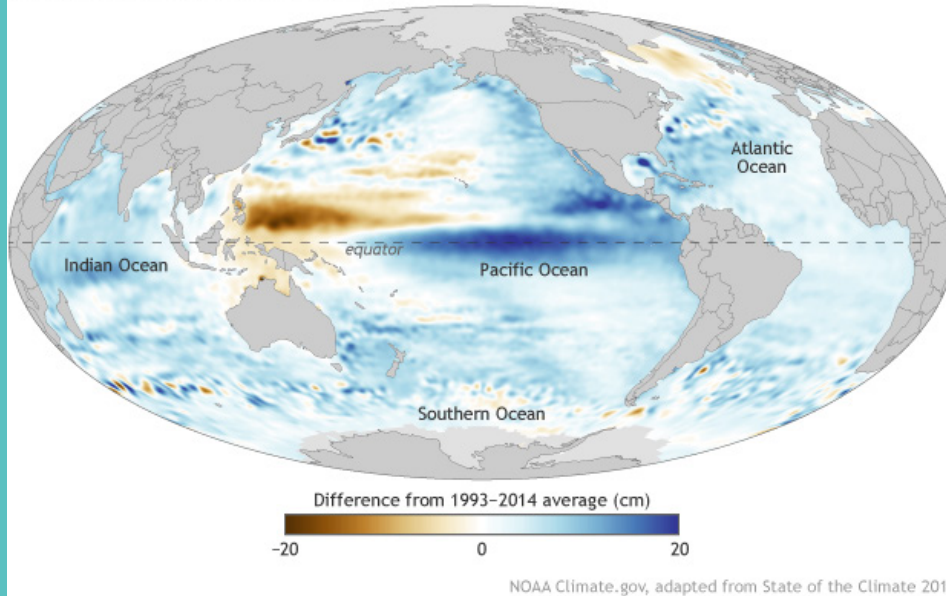 Atlantic
Ocean
equator
Indian Ocean
Pacific Ocean
Southern Ocean
Difference from 1993–2014 average (cm)
−20 0 20
NOAA Climate.gov, adapted from State of the Climate 201